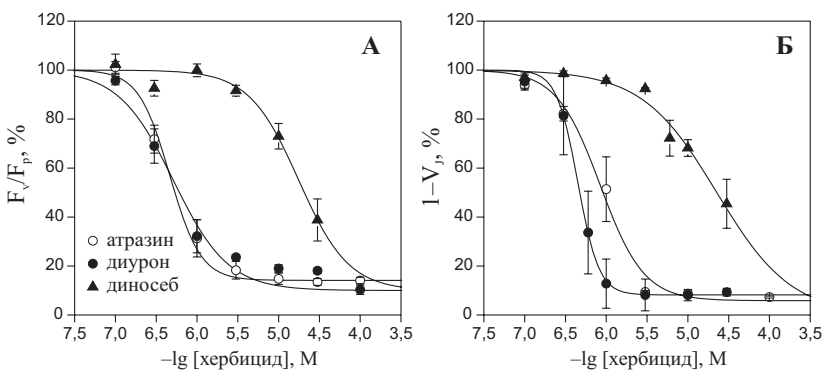 А
Б
120
100
80
60
40
20
0
Fv/Fp, %
атразин
диурон
диносеб
7,5 7,0 6,5 6,0 5,5 5,0 4,5 4,0 3,5
–lg [хербицид], М
120
100
80
60
40
20
0
1–VJ, %
7,5 7,0 6,5 6,0 5,5 5,0 4,5 4,0 3,5
–lg [хербицид], М